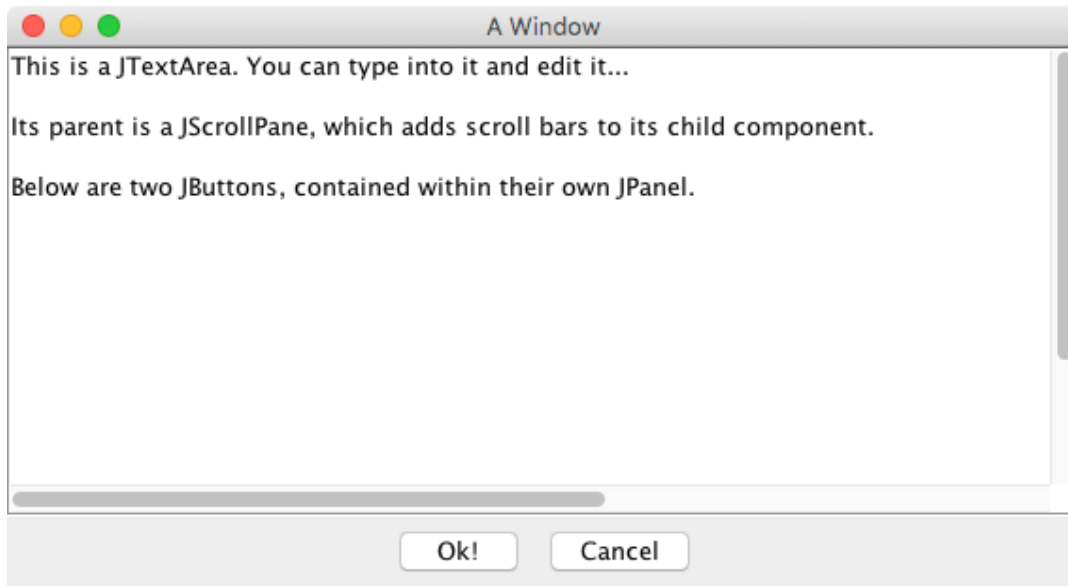 A Window
This is a JTextArea. You can type into it and edit it...
Its parent is a JScrollPane, which adds scroll bars to its child component.
Below are two JButtons, contained within their own JPanel.
Ok! Cancel